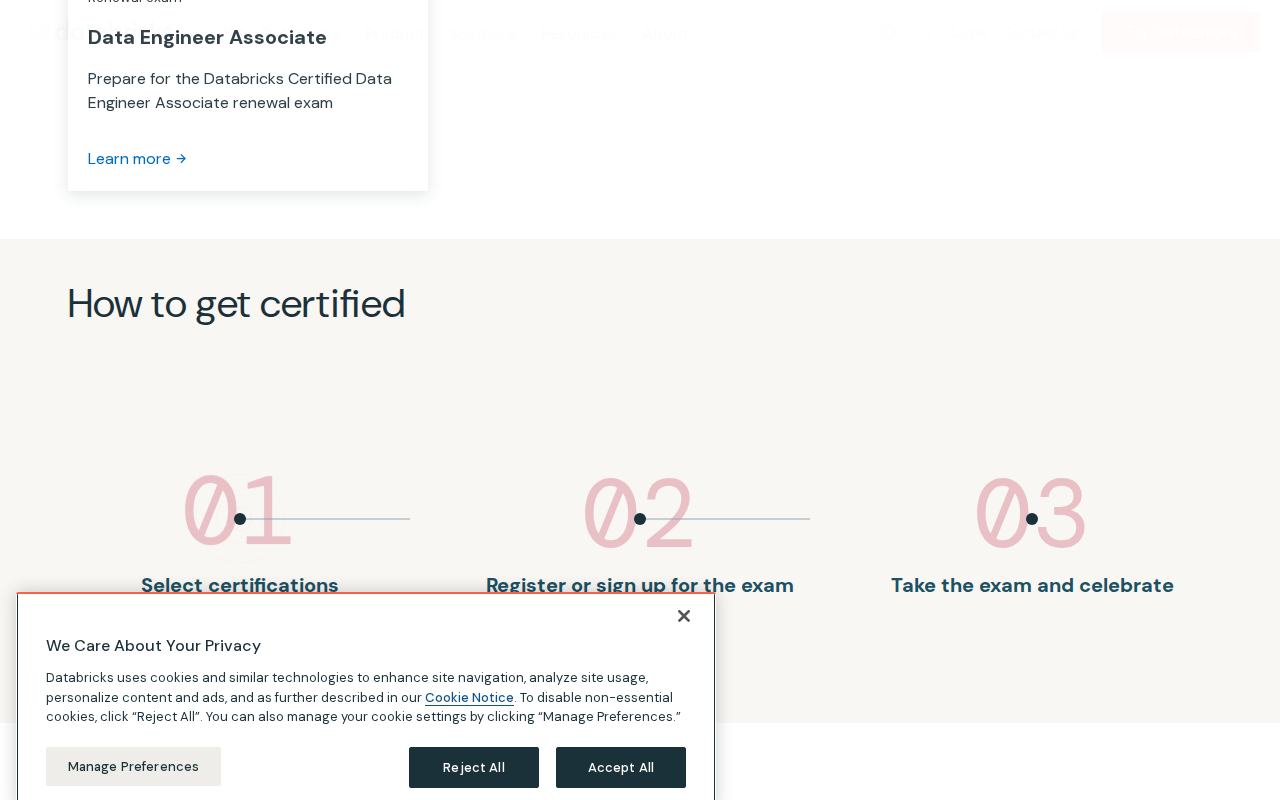 Data Engineer Associate
Prepare for the Databricks Certified Data
Engineer Associate renewal exam
Learn more →
How to get certified
01
02
03
Select certifications
Register or sign up for the exam
Take the exam and celebrate
We Care About Your Privacy
Databricks uses cookies and similar technologies to enhance site navigation, analyze site usage,
personalize content and ads, and as further described in our Cookie Notice. To disable non-essential
cookies, click “Reject All”. You can also manage your cookie settings by clicking “Manage Preferences.”
Manage Preferences
Reject All
Accept All